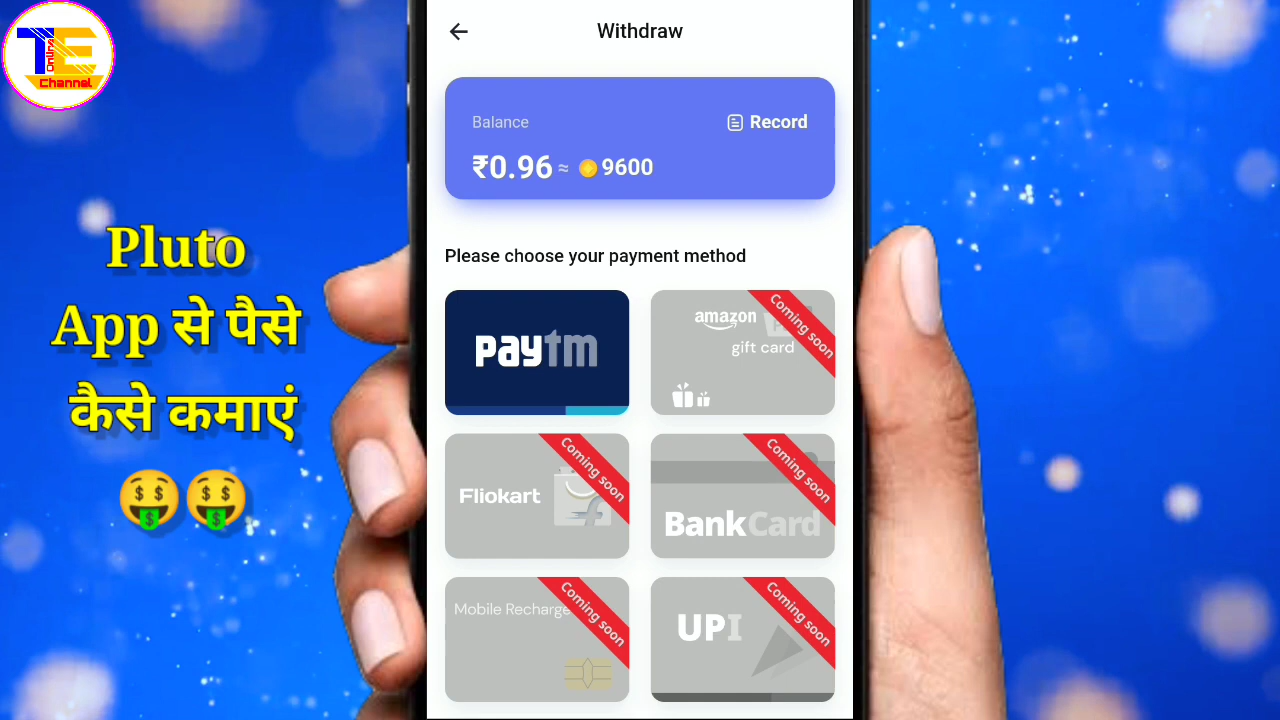 TE
Online
Channel
Withdraw
Balance
Record
₹0.96 ≈ 9600
Please choose your payment method
paytm
amazon
gift card
Coming soon
Fliokart
Coming soon
BankCard
Coming soon
Mobile Recharge
Coming soon
UPI
Coming soon
Pluto
App से पैसे
कैसे कमाएं